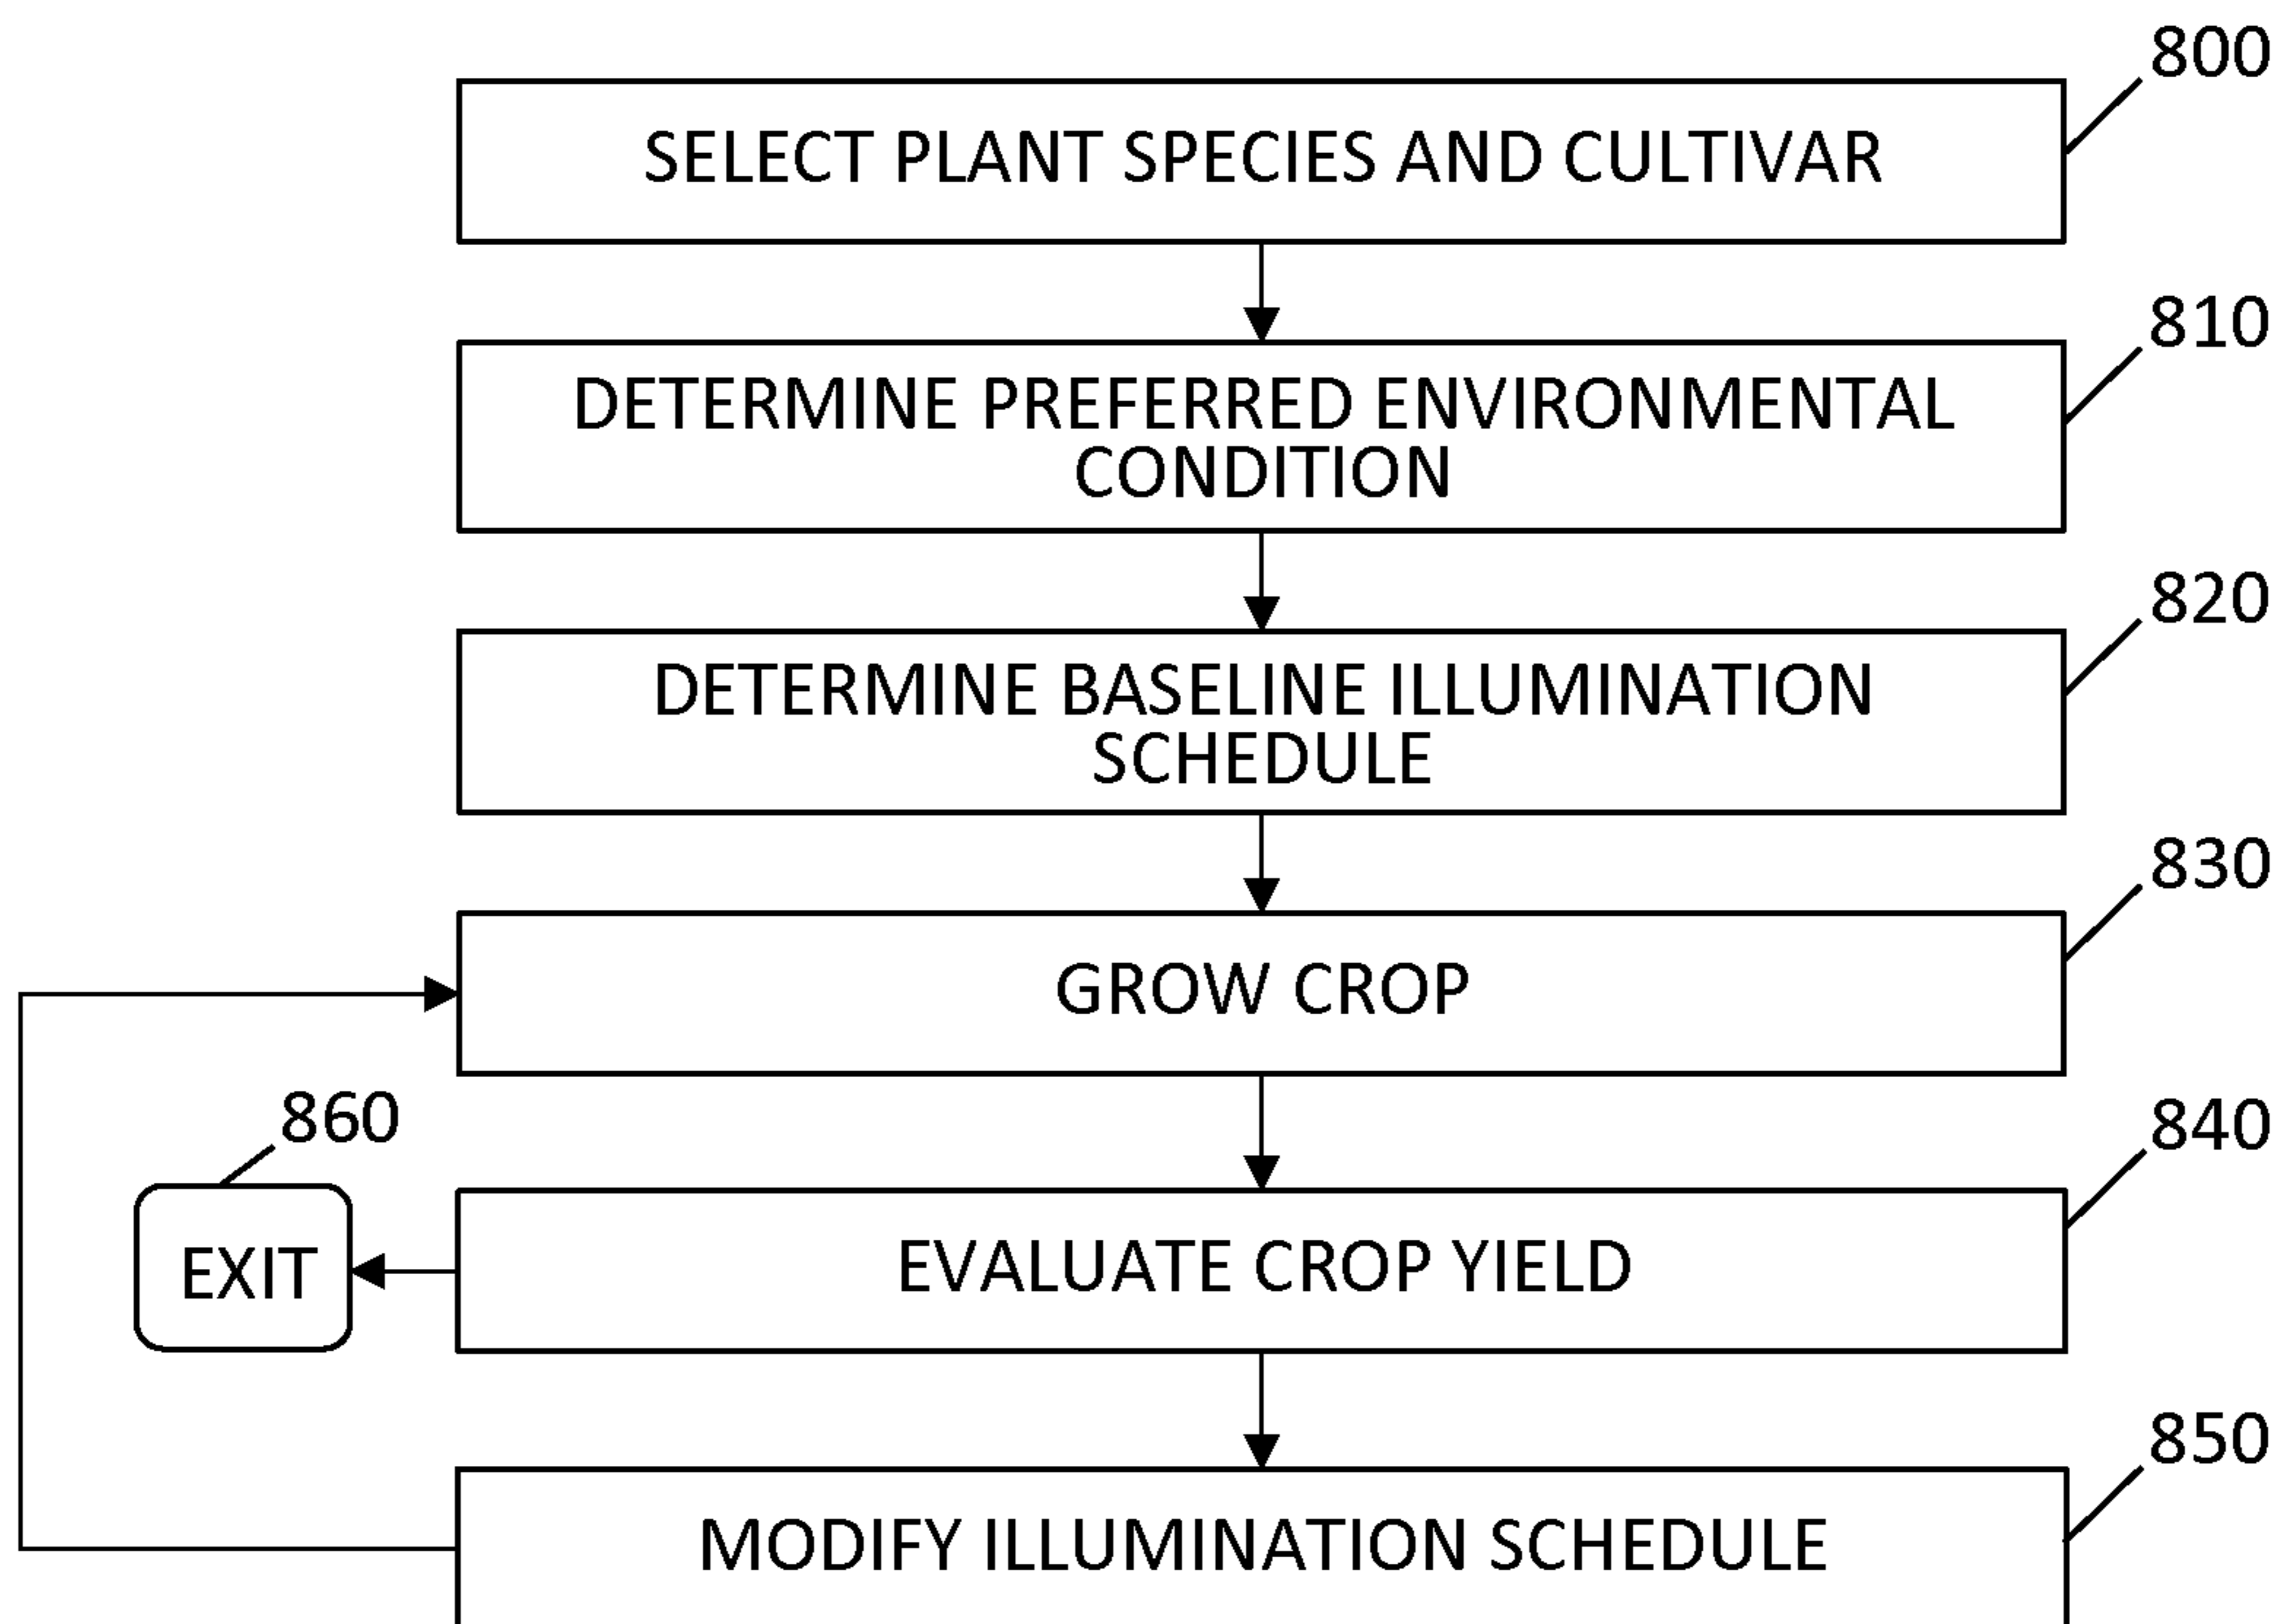 800
SELECT PLANT SPECIES AND CULTIVAR
810
DETERMINE PREFERRED ENVIRONMENTAL
CONDITION
820
DETERMINE BASELINE ILLUMINATION
SCHEDULE
830
GROW CROP
860
840
EXIT
EVALUATE CROP YIELD
850
MODIFY ILLUMINATION SCHEDULE